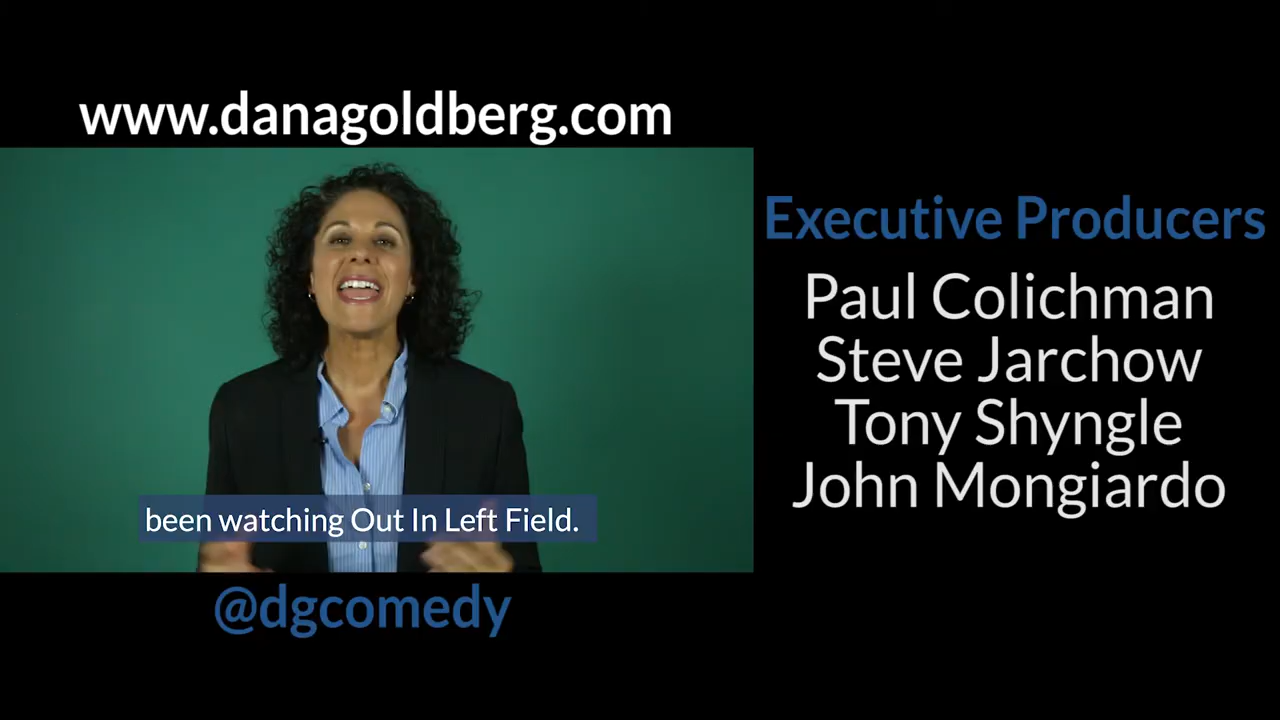 www.danagoldberg.com
been watching Out In Left Field.
@dgcomedy
Executive Producers
Paul Colichman
Steve Jarchow
Tony Shyngle
John Mongiardo